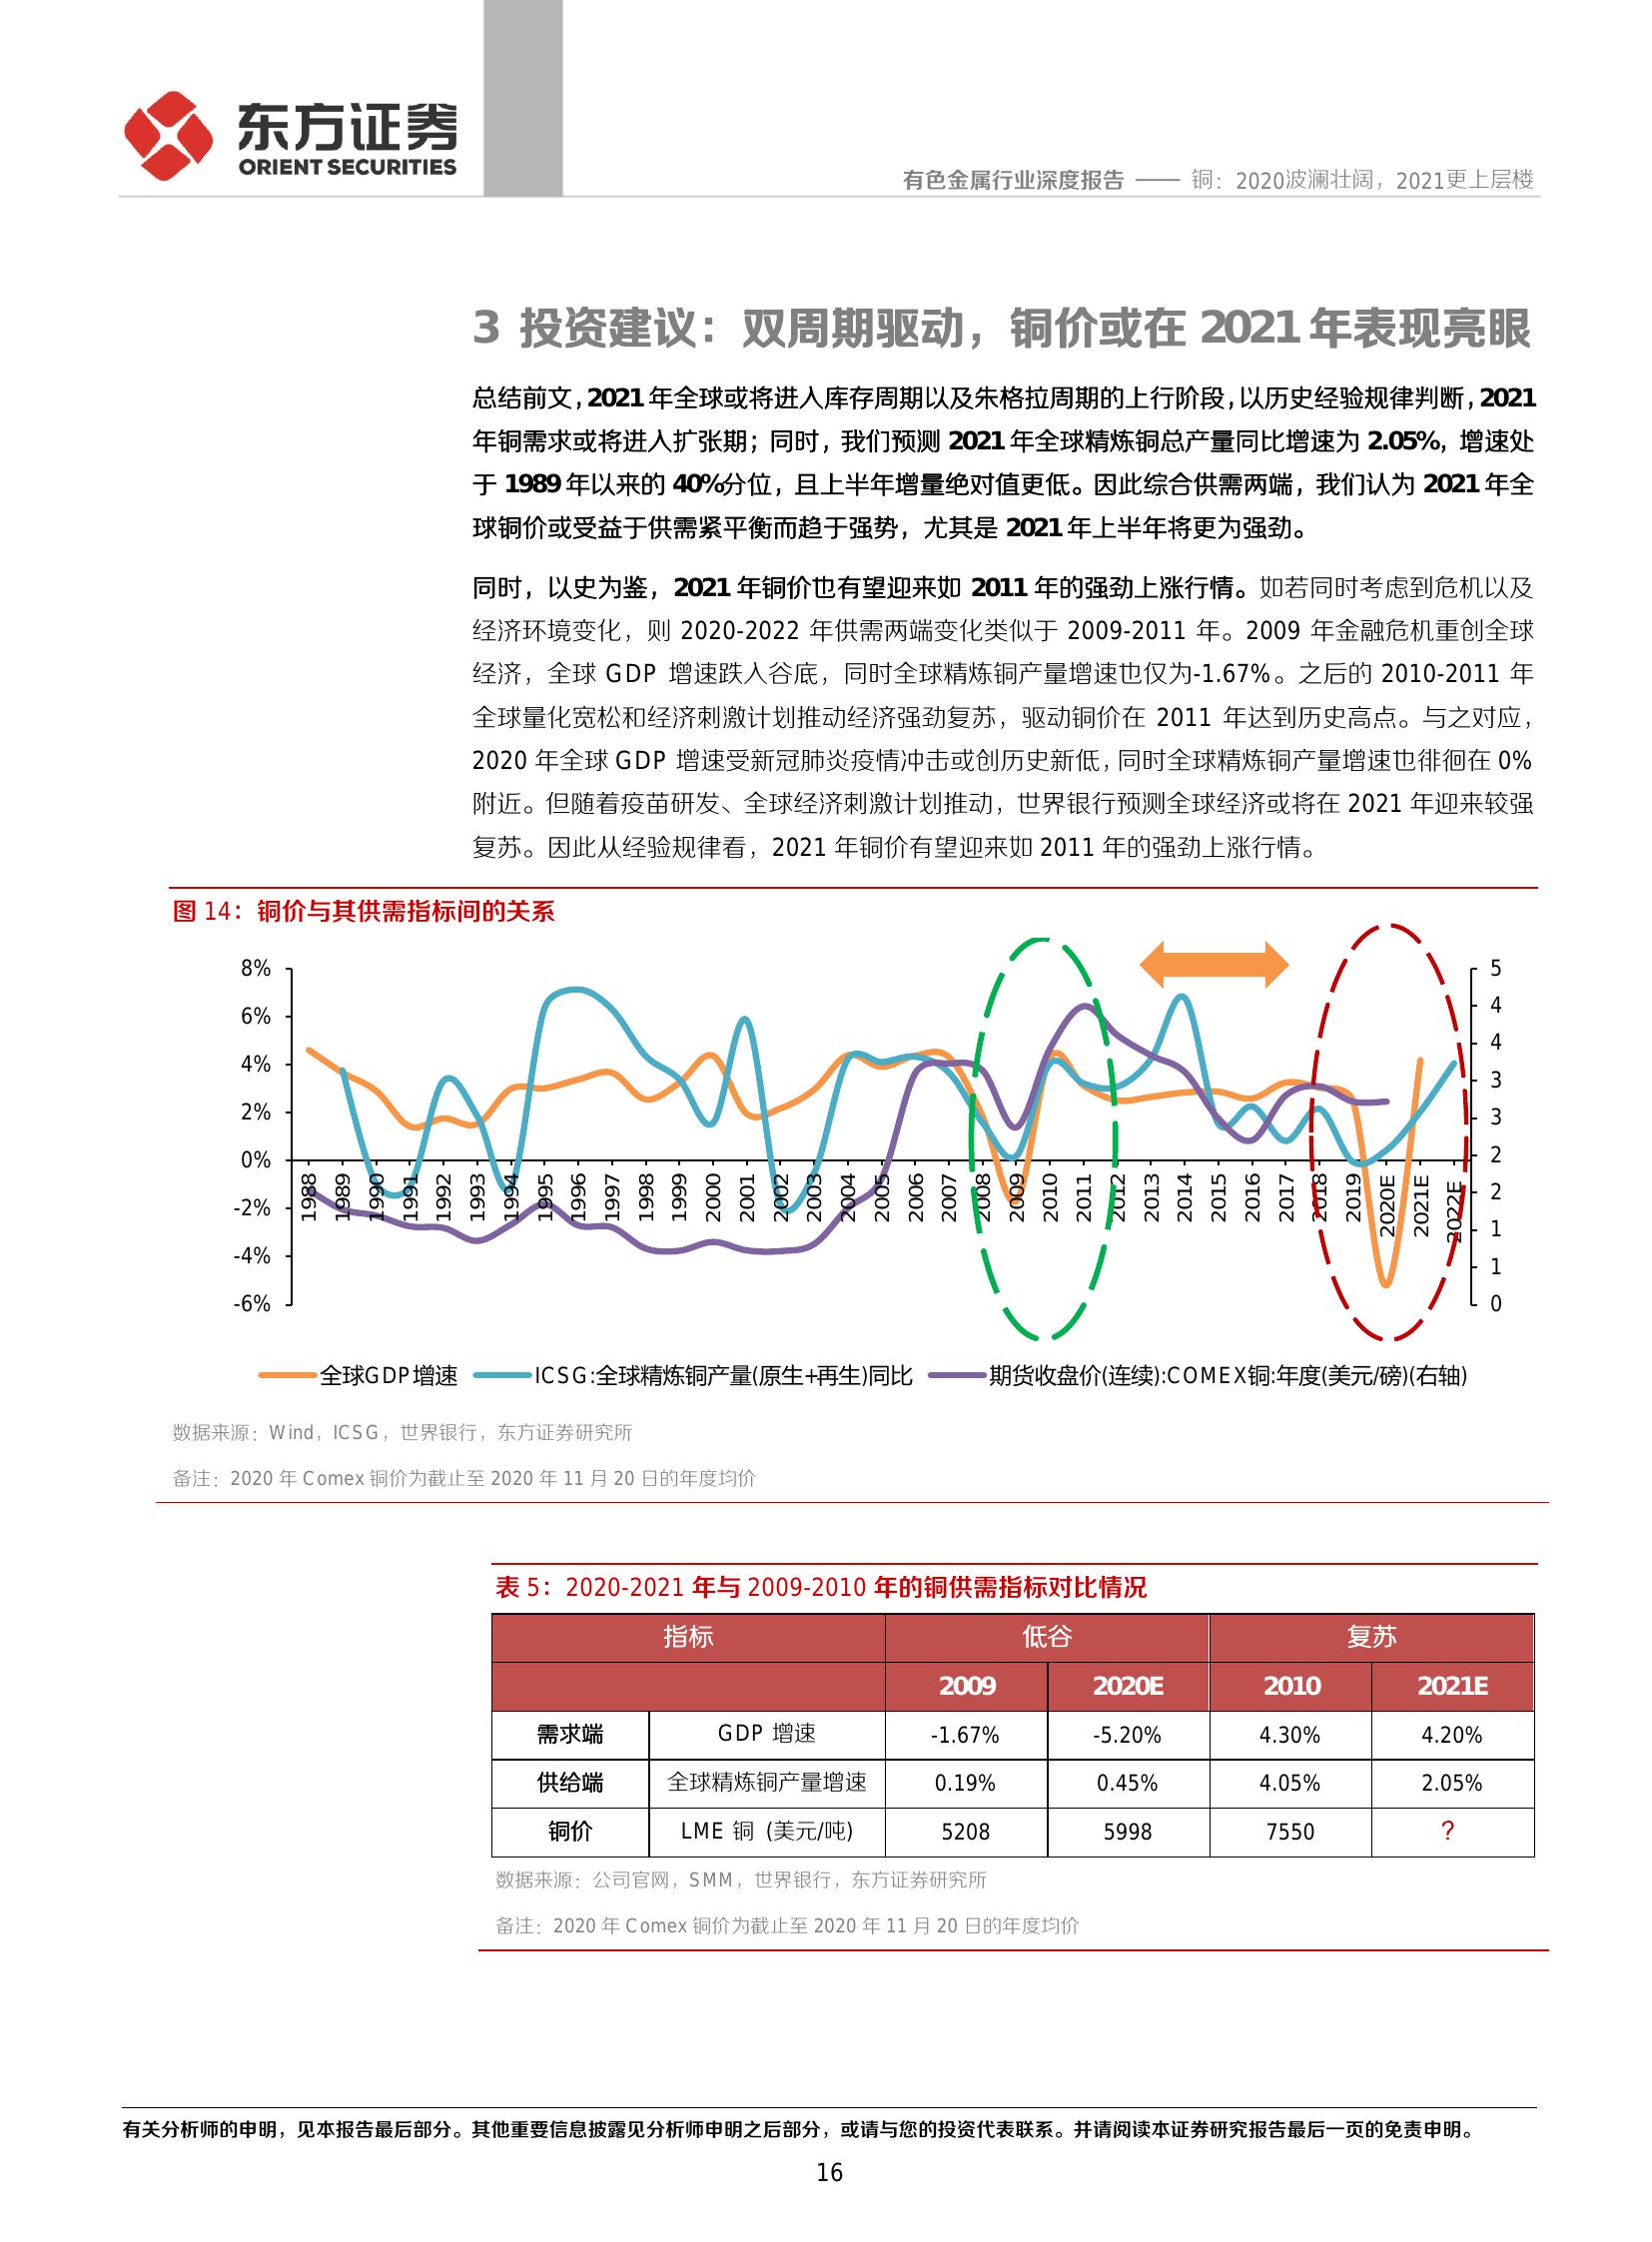 东方证券
ORIENT SECURITIES
有色金属行业深度报告 —— 铜：2020波澜壮阔，2021更上层楼
3 投资建议：双周期驱动，铜价或在 2021 年表现亮眼
总结前文，2021 年全球或将进入库存周期以及朱格拉周期的上行阶段，以历史经验规律判断，2021
年铜需求或将进入扩张期；同时，我们预测 2021 年全球精炼铜总产量同比增速为 2.05%，增速处
于 1989 年以来的 40%分位，且上半年增量绝对值更低。因此综合供需两端，我们认为 2021 年全
球铜价或受益于供需紧平衡而趋于强势，尤其是 2021 年上半年将更为强劲。
同时，以史为鉴，2021 年铜价也有望迎来如 2011 年的强劲上涨行情。如若同时考虑到危机以及
经济环境变化，则 2020-2022 年供需两端变化类似于 2009-2011 年。2009 年金融危机重创全球
经济，全球 GDP 增速跌入谷底，同时全球精炼铜产量增速也仅为-1.67%。之后的 2010-2011 年
全球量化宽松和经济刺激计划推动经济强劲复苏，驱动铜价在 2011 年达到历史高点。与之对应，
2020 年全球 GDP 增速受新冠肺炎疫情冲击或创历史新低，同时全球精炼铜产量增速也徘徊在 0%
附近。但随着疫苗研发、全球经济刺激计划推动，世界银行预测全球经济或将在 2021 年迎来较强
复苏。因此从经验规律看，2021 年铜价有望迎来如 2011 年的强劲上涨行情。
图 14：铜价与其供需指标间的关系
8% 5
6% 4
4% 4
3
2% 3
0% 2
-2% 2
-4% 1
1
-6% 0
1988 1989 1990 1991 1992 1993 1994 1995 1996 1997 1998 1999 2000 2001 2002 2003 2004 2005 2006 2007 2008 2009 2010 2011 2012 2013 2014 2015 2016 2017 2018 2019 2020E 2021E 2022E
全球GDP增速 ICSG:全球精炼铜产量(原生+再生)同比 期货收盘价(连续):COMEX铜:年度(美元/磅)(右轴)
数据来源：Wind，ICSG，世界银行，东方证券研究所
备注：2020 年 Comex 铜价为截止至 2020 年 11 月 20 日的年度均价
表 5：2020-2021 年与 2009-2010 年的铜供需指标对比情况
指标 低谷 复苏
2009 2020E 2010 2021E
需求端 GDP 增速 -1.67% -5.20% 4.30% 4.20%
供给端 全球精炼铜产量增速 0.19% 0.45% 4.05% 2.05%
铜价 LME 铜 (美元/吨) 5208 5998 7550 ？
数据来源：公司官网，SMM，世界银行，东方证券研究所
备注：2020 年 Comex 铜价为截止至 2020 年 11 月 20 日的年度均价
有关分析师的申明，见本报告最后部分。其他重要信息披露见分析师申明之后部分，或请与您的投资代表联系。并请阅读本证券研究报告最后一页的免责申明。
16